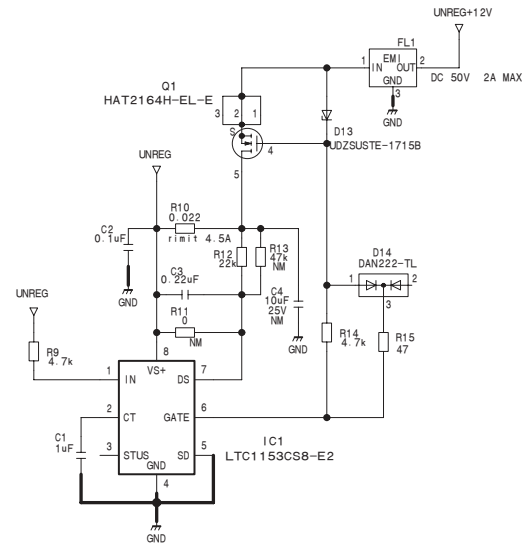 UNREG+12V
FL1
EMI
1 IN OUT 2
GND
3
DC 50V 2A MAX
GND
Q1
HAT2164H-EL-E
3 2 1
S
4
5
D13
UDZSUSTE-1715B
UNREG
R10
0.022
rimit 4.5A
C2
0.1uF
GND
R12
22k
R13
47k
NM
C3
0.22uF
C4
10uF
25V
NM
GND
D14
DAN222-TL
1 2
3
UNREG
R11
0
NM
R14
4.7k
R15
47
R9
4.7k
8
VS+
1 IN DS 7
2 CT GATE 6
3 STUS SD 5
GND
4
C1
1uF
IC1
LTC1153CS8-E2
GND